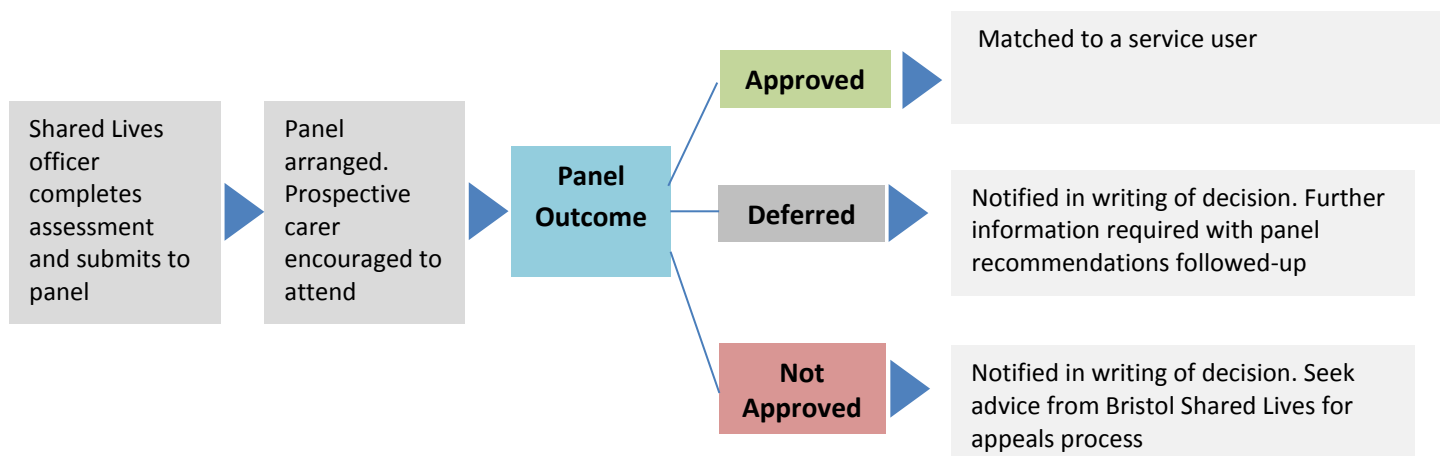 Shared Lives
officer
completes
assessment
and submits to
panel
Panel
arranged.
Prospective
carer
encouraged to
attend
Panel
Outcome
Approved
Matched to a service user
Deferred
Notified in writing of decision. Further
information required with panel
recommendations followed-up
Not
Approved
Notified in writing of decision. Seek
advice from Bristol Shared Lives for
appeals process